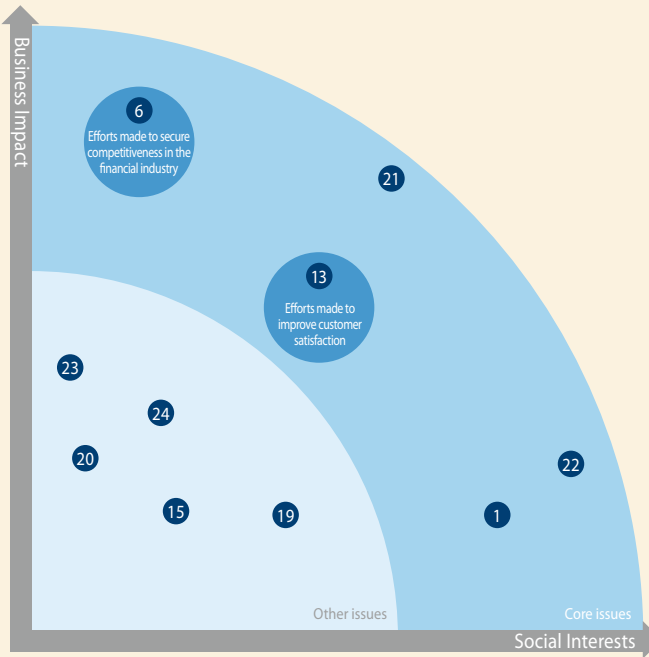 Business Impact
6
Efforts made to secure
competitiveness in the
financial industry
21
13
Efforts made to
improve customer
satisfaction
23
24
20
22
15
19
1
Other issues
Core issues
Social Interests